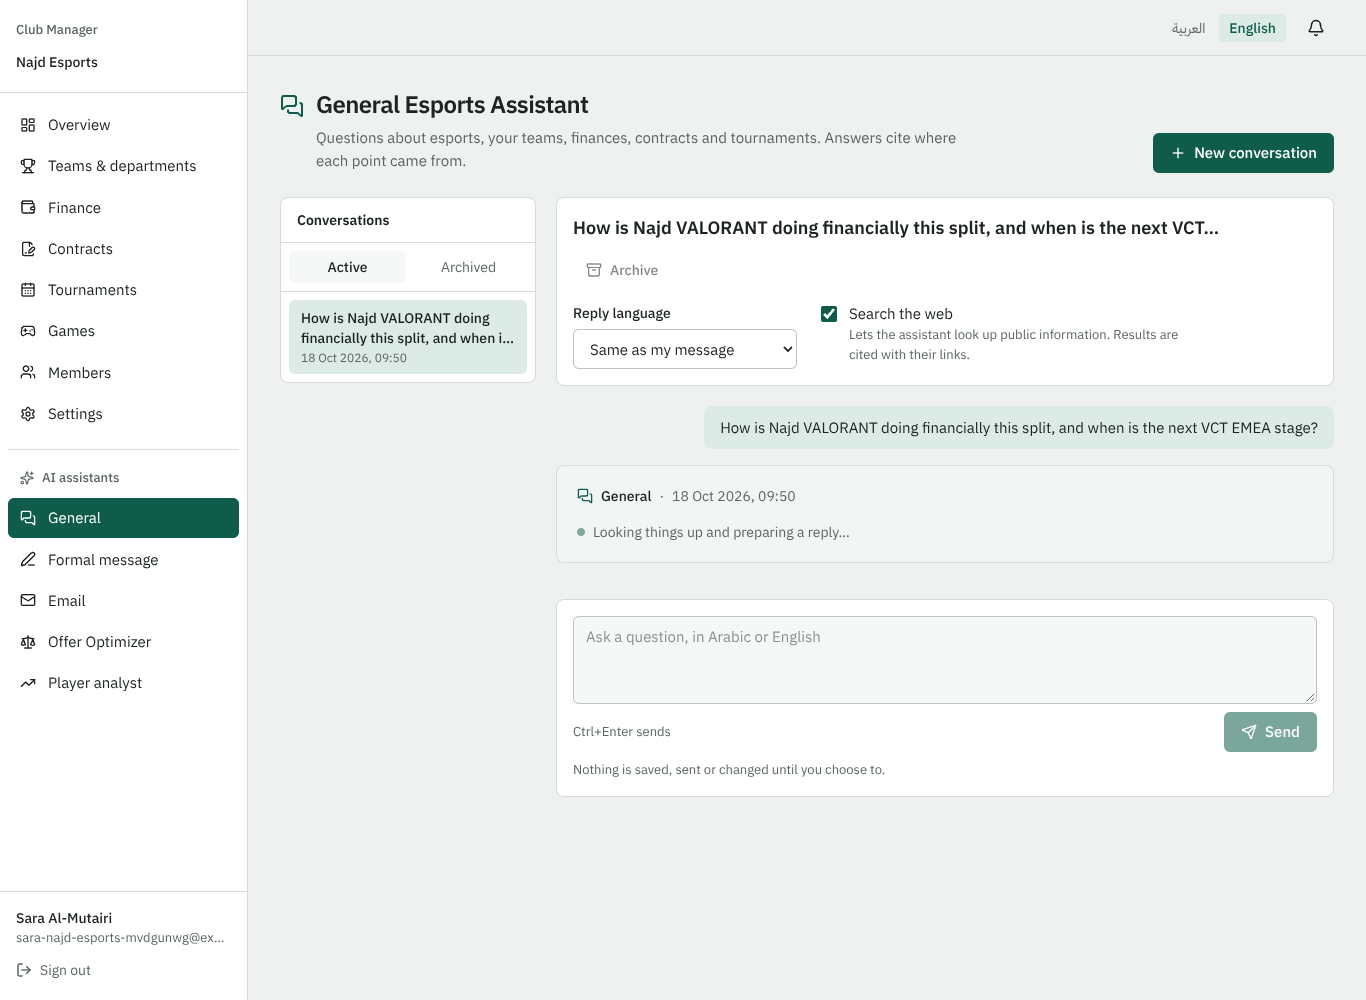 Club Manager
Najd Esports
Overview
Teams & departments
Finance
Contracts
Tournaments
Games
Members
Settings
AI assistants
General
Formal message
Email
Offer Optimizer
Player analyst
Sara Al-Mutairi
sara-najd-esports-mvdgunwg@ex...
Sign out
العربية
English
General Esports Assistant
Questions about esports, your teams, finances, contracts and tournaments. Answers cite where
each point came from.
New conversation
Conversations
Active
Archived
How is Najd VALORANT doing
financially this split, and when i...
18 Oct 2026, 09:50
How is Najd VALORANT doing financially this split, and when is the next VCT...
Archive
Reply language
Same as my message
Search the web
Lets the assistant look up public information. Results are
cited with their links.
How is Najd VALORANT doing financially this split, and when is the next VCT EMEA stage?
General · 18 Oct 2026, 09:50
Looking things up and preparing a reply...
Ask a question, in Arabic or English
Ctrl+Enter sends
Send
Nothing is saved, sent or changed until you choose to.